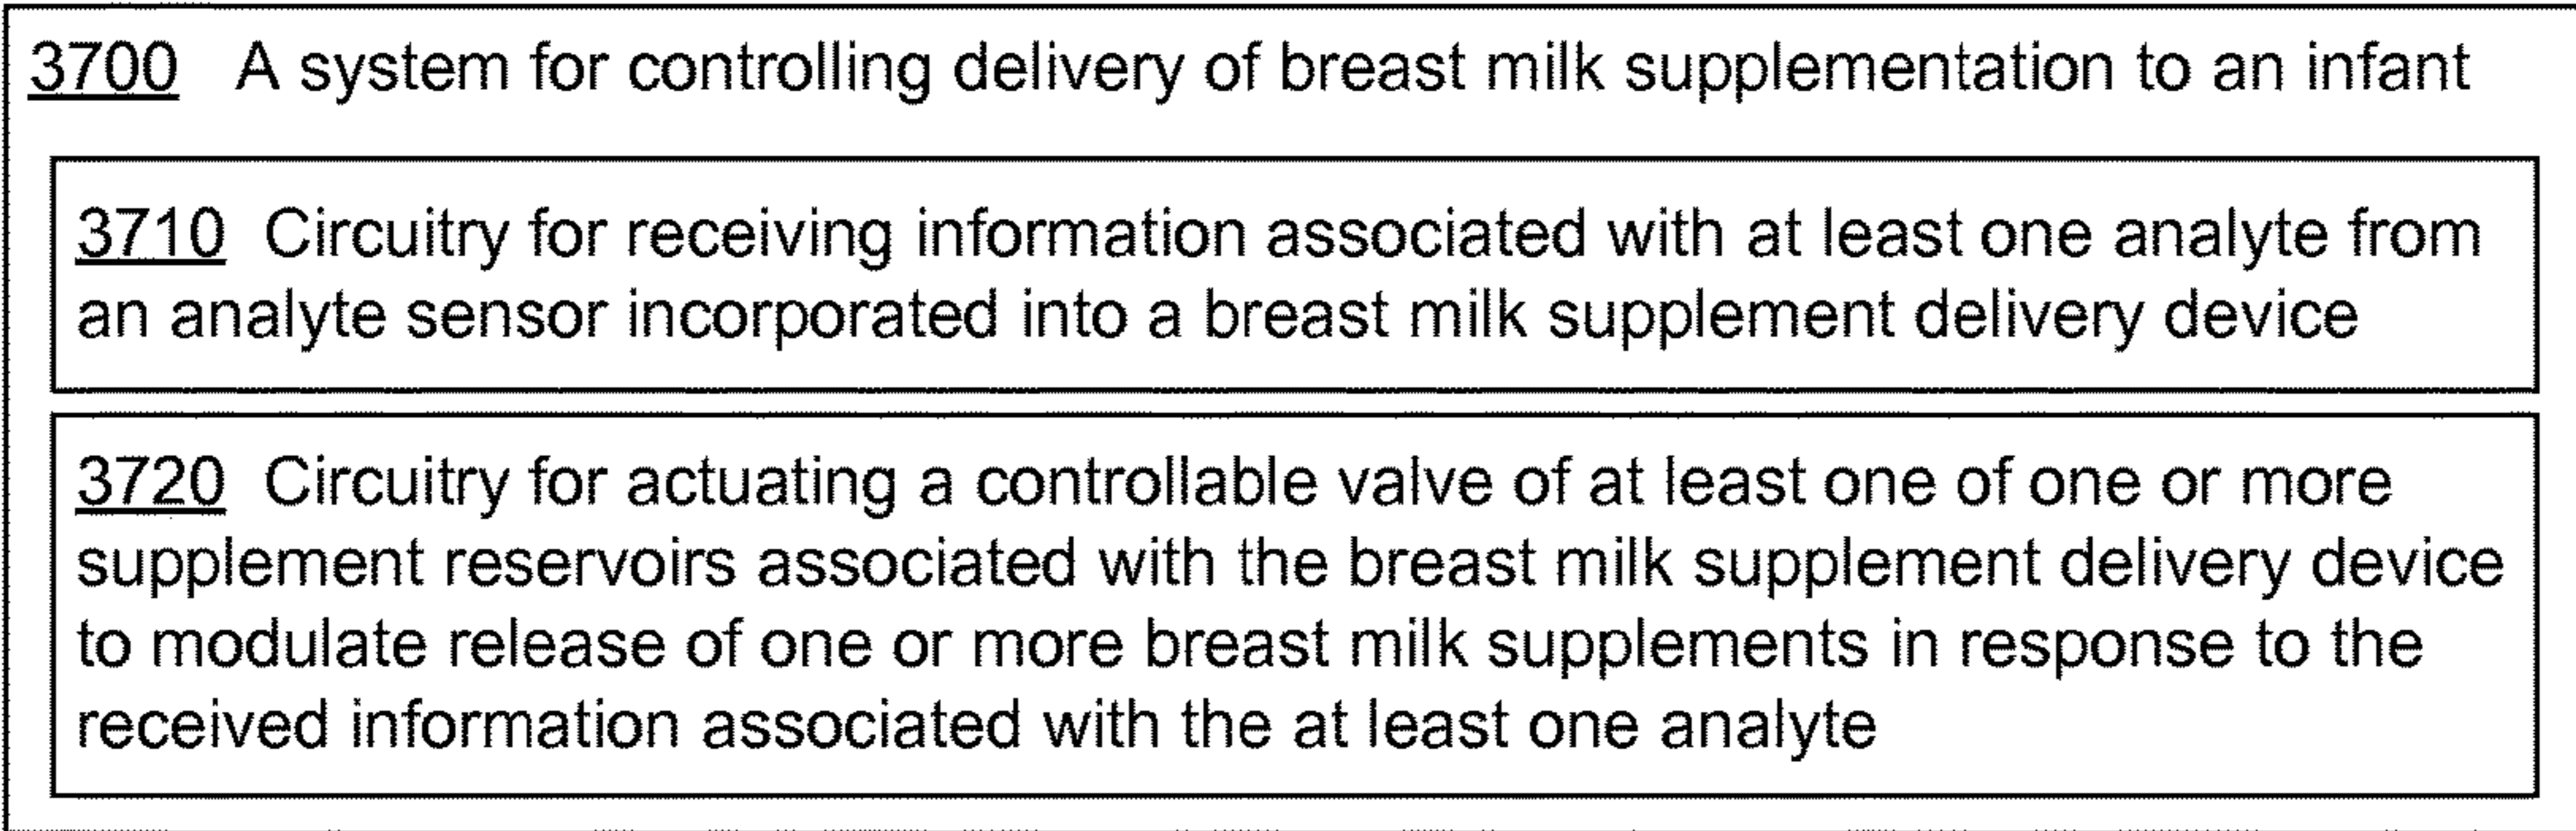 3700 A system for controlling delivery of breast milk supplementation to an infant
3710 Circuitry for receiving information associated with at least one analyte from
an analyte sensor incorporated into a breast milk supplement delivery device
3720 Circuitry for actuating a controllable valve of at least one of one or more
supplement reservoirs associated with the breast milk supplement delivery device
to modulate release of one or more breast milk supplements in response to the
received information associated with the at least one analyte